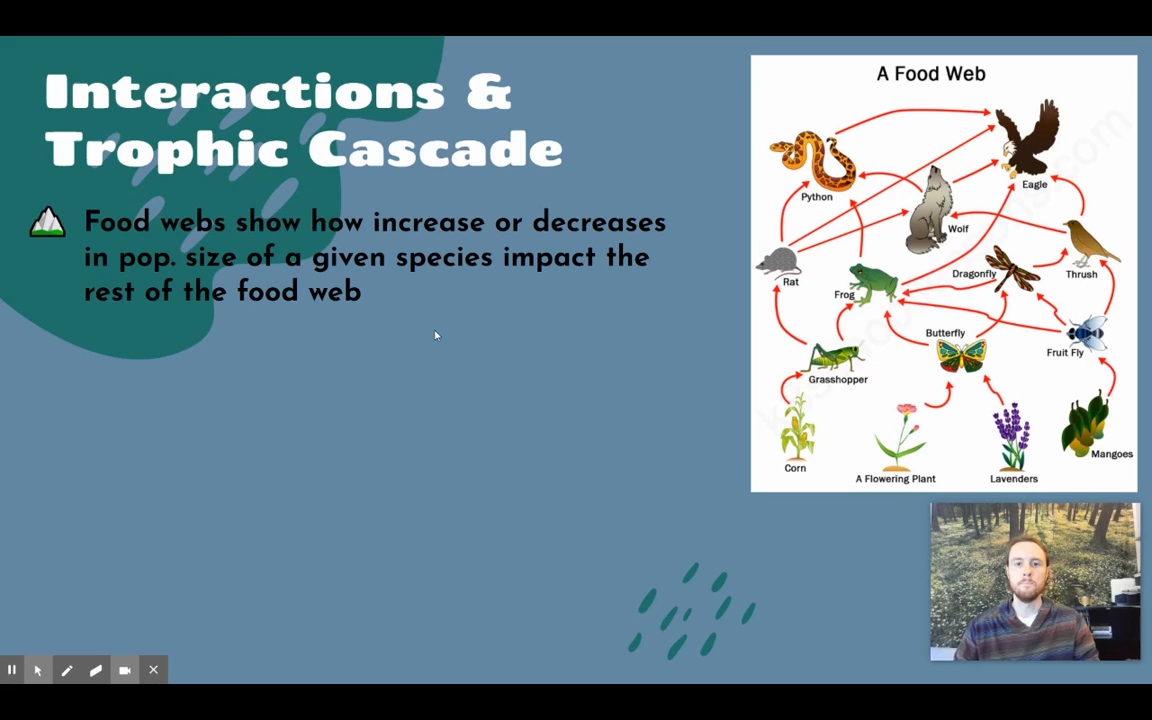 Interactions &
Trophic Cascade
Food webs show how increase or decreases
in pop. size of a given species impact the
rest of the food web
A Food Web
Python
Eagle
Wolf
Rat
Frog
Dragonfly
Thrush
Butterfly
Fruit Fly
Grasshopper
Corn
A Flowering Plant
Lavenders
Mangoes